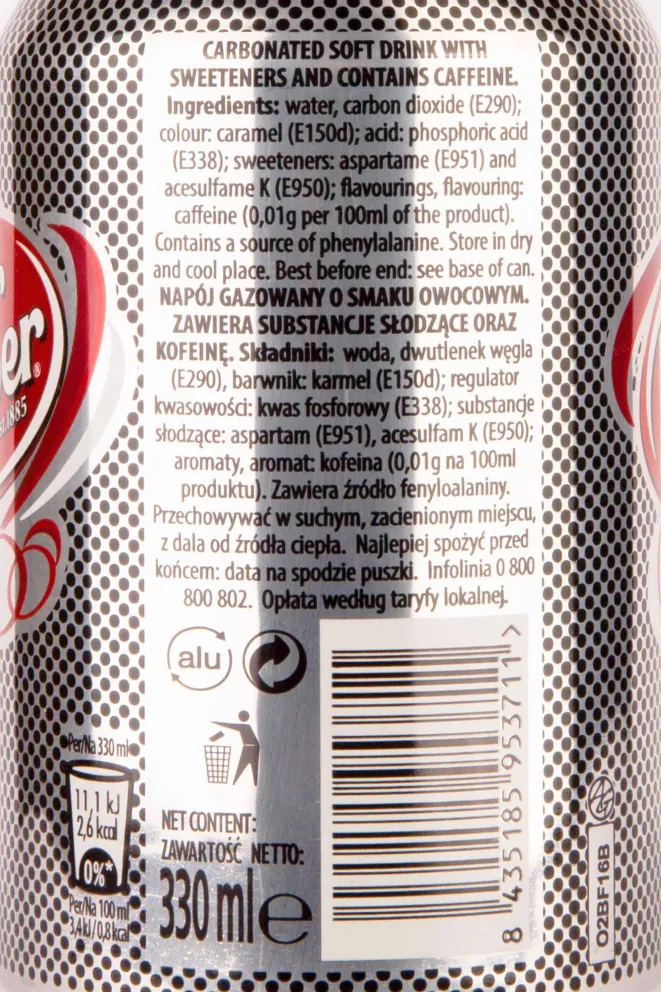 CARBONATED SOFT DRINK WITH
SWEETENERS AND CONTAINS CAFFEINE.
Ingredients: water, carbon dioxide (E290);
colour: caramel (E150d); acid: phosphoric acid
(E338); sweeteners: aspartame (E951) and
acesulfame K (E950); flavourings, flavouring:
caffeine (0,01g per 100ml of the product).
Contains a source of phenylalanine. Store in dry
and cool place. Best before end: see base of can.
NAPÓJ GAZOWANY O SMAKU OWOCOWYM.
ZAWIERA SUBSTANCJE SŁODZĄCE ORAZ
KOFEINĘ. Składniki: woda, dwutlenek węgla
(E290), barwnik: karmel (E150d); regulator
kwasowości: kwas fosforowy (E338); substancje
słodzące: aspartam (E951), acesulfam K (E950);
aromaty, aromat: kofeina (0,01g na 100ml
produktu). Zawiera źródło fenyloalaniny.
Przechowywać w suchym, zacienionym miejscu,
z dala od źródła ciepła. Najlepiej spożyć przed
końcem: data na spodzie puszki. Infolinia 0 800
800 802. Opłata według taryfy lokalnej.
er®
1885
alu
Per/Na 330 ml
11,1 kJ
2,6 kcal
0%*
Per/Na 100 ml
3,4kJ/0,8kcal
NET CONTENT:
ZAWARTOŚĆ NETTO:
330 ml e
8 435185 953711 >
02BF16B